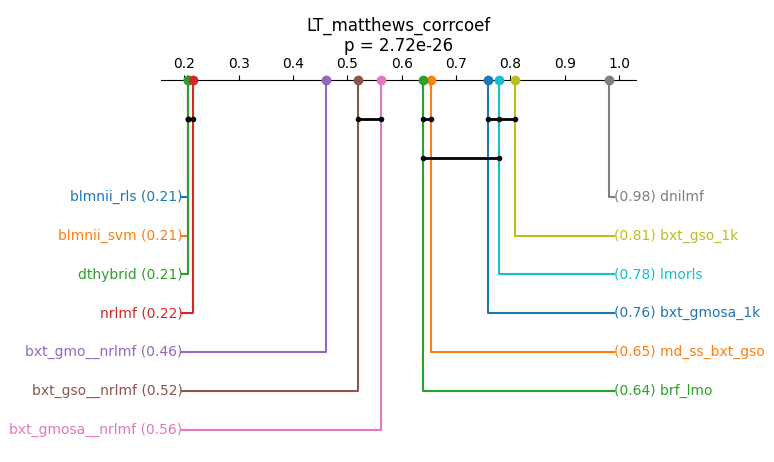 LT_matthews_corrcoef
p = 2.72e-26
0.2 0.3 0.4 0.5 0.6 0.7 0.8 0.9 1.0
blmnii_rls (0.21)
(0.98) dnilmf
blmnii_svm (0.21)
(0.81) bxt_gso_1k
dthybrid (0.21)
(0.78) lmorls
nrlmf (0.22)
(0.76) bxt_gmosa_1k
bxt_gmo__nrlmf (0.46)
(0.65) md_ss_bxt_gso
bxt_gso__nrlmf (0.52)
(0.64) brf_lmo
bxt_gmosa__nrlmf (0.56)